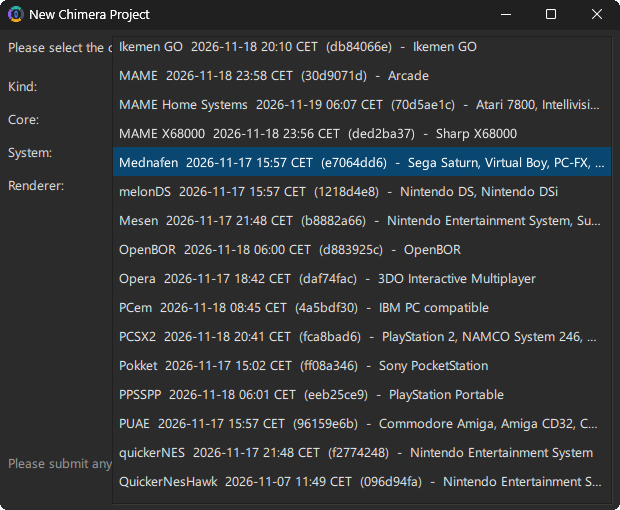 New Chimera Project
Please select the c
Ikemen GO 2026-11-18 20:10 CET (db84066e) - Ikemen GO
MAME 2026-11-18 23:58 CET (30d9071d) - Arcade
Kind:
MAME Home Systems 2026-11-19 06:07 CET (70d5ae1c) - Atari 7800, Intellivisi...
Core:
MAME X68000 2026-11-18 23:56 CET (ded2ba37) - Sharp X68000
System:
Mednafen 2026-11-17 15:57 CET (e7064dd6) - Sega Saturn, Virtual Boy, PC-FX, ...
Renderer:
melonDS 2026-11-17 15:57 CET (1218d4e8) - Nintendo DS, Nintendo DSi
Mesen 2026-11-17 21:48 CET (b8882a66) - Nintendo Entertainment System, Su...
OpenBOR 2026-11-18 06:00 CET (d883925c) - OpenBOR
Opera 2026-11-17 18:42 CET (daf74fac) - 3DO Interactive Multiplayer
PCem 2026-11-18 08:45 CET (4a5bdf30) - IBM PC compatible
PCSX2 2026-11-18 20:41 CET (fca8bad6) - PlayStation 2, NAMCO System 246, ...
Pokket 2026-11-17 15:02 CET (ff08a346) - Sony PocketStation
PPSSPP 2026-11-18 06:01 CET (eeb25ce9) - PlayStation Portable
PUAE 2026-11-17 15:57 CET (96159e6b) - Commodore Amiga, Amiga CD32, C...
quickerNES 2026-11-17 21:48 CET (f2774248) - Nintendo Entertainment System
Please submit any
QuickerNesHawk 2026-11-07 11:49 CET (096d94fa) - Nintendo Entertainment S...